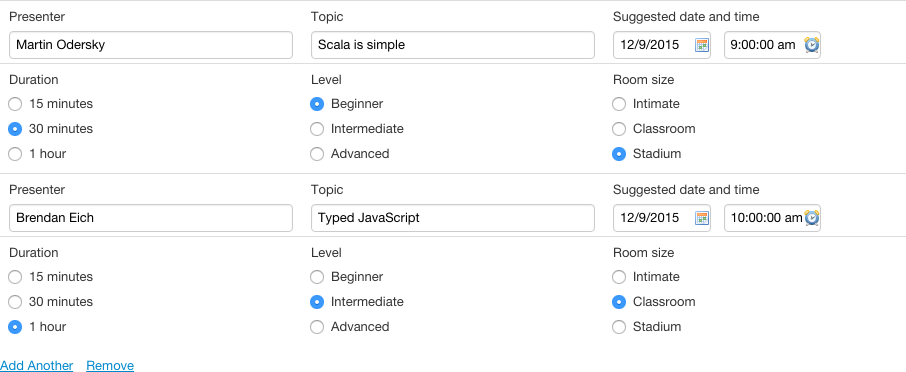 Presenter Topic Suggested date and time
Martin Odersky Scala is simple 12/9/2015 9:00:00 am
Duration Level Room size
15 minutes Beginner Intimate
30 minutes Intermediate Classroom
1 hour Advanced Stadium
Presenter Topic Suggested date and time
Brendan Eich Typed JavaScript 12/9/2015 10:00:00 am
Duration Level Room size
15 minutes Beginner Intimate
30 minutes Intermediate Classroom
1 hour Advanced Stadium
Add Another Remove